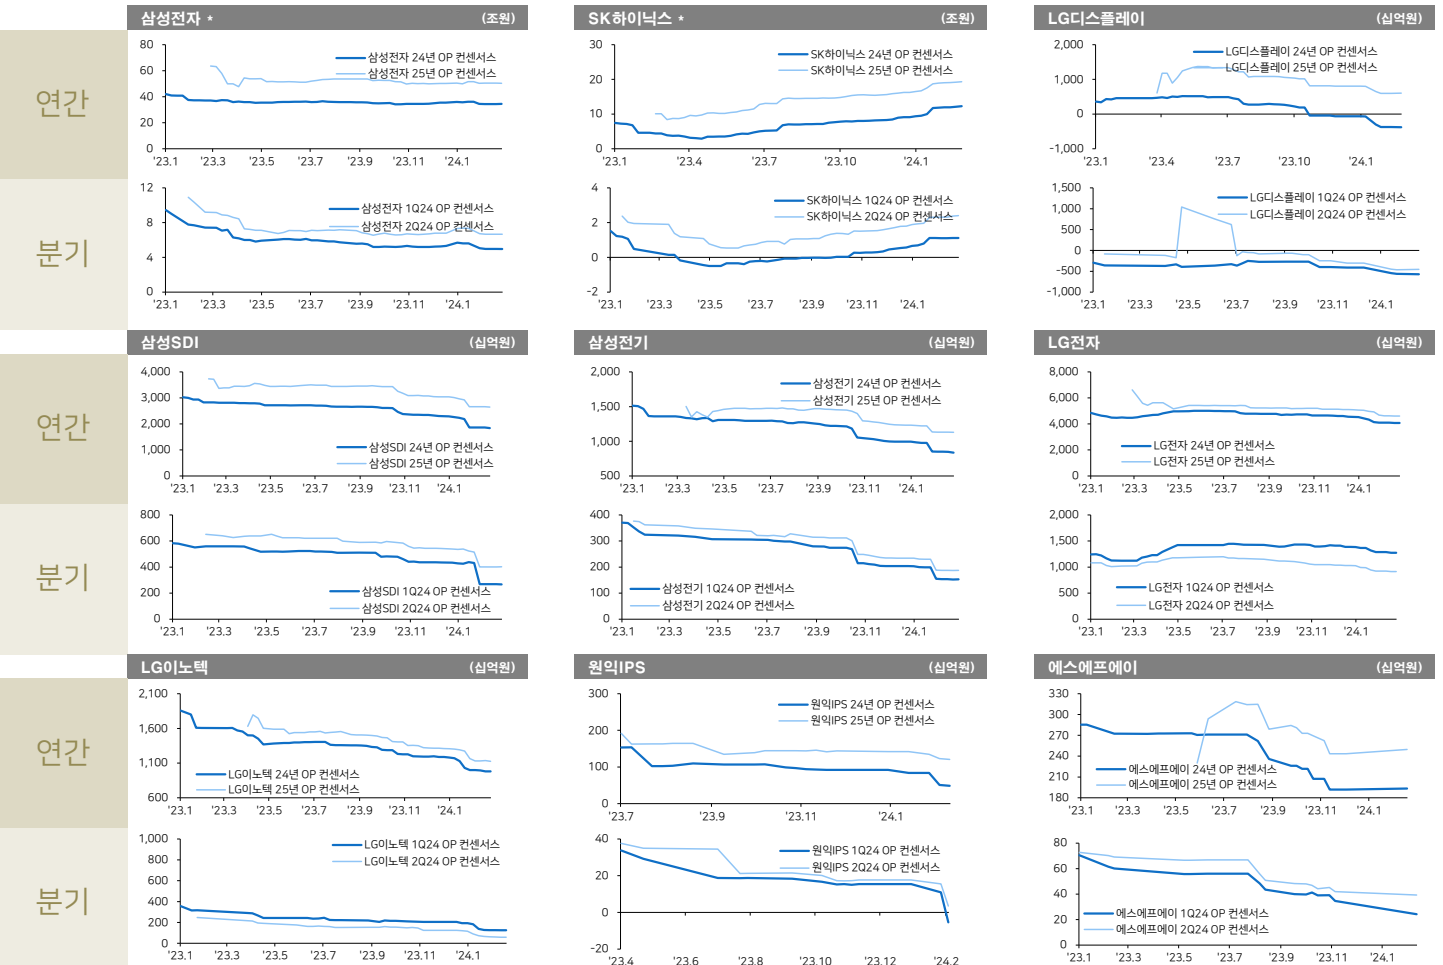 삼성전자 * (조원)
SK하이닉스 * (조원)
LG디스플레이 (십억원)
연간
80
60
40
20
0
'23.1 '23.3 '23.5 '23.7 '23.9 '23.11 '24.1
삼성전자 24년 OP 컨센서스
삼성전자 25년 OP 컨센서스
30
20
10
0
'23.1 '23.4 '23.7 '23.10 '24.1
SK하이닉스 24년 OP 컨센서스
SK하이닉스 25년 OP 컨센서스
2,000
1,000
0
-1,000
'23.1 '23.4 '23.7 '23.10 '24.1
LG디스플레이 24년 OP 컨센서스
LG디스플레이 25년 OP 컨센서스
분기
12
8
4
0
'23.1 '23.3 '23.5 '23.7 '23.9 '23.11 '24.1
삼성전자 1Q24 OP 컨센서스
삼성전자 2Q24 OP 컨센서스
4
2
0
-2
'23.1 '23.3 '23.5 '23.7 '23.9 '23.11 '24.1
SK하이닉스 1Q24 OP 컨센서스
SK하이닉스 2Q24 OP 컨센서스
1,500
1,000
500
0
-500
-1,000
'23.1 '23.3 '23.5 '23.7 '23.9 '23.11 '24.1
LG디스플레이 1Q24 OP 컨센서스
LG디스플레이 2Q24 OP 컨센서스
삼성SDI (십억원)
삼성전기 (십억원)
LG전자 (십억원)
연간
4,000
3,000
2,000
1,000
0
'23.1 '23.3 '23.5 '23.7 '23.9 '23.11 '24.1
삼성SDI 24년 OP 컨센서스
삼성SDI 25년 OP 컨센서스
2,000
1,500
1,000
500
'23.1 '23.3 '23.5 '23.7 '23.9 '23.11 '24.1
삼성전기 24년 OP 컨센서스
삼성전기 25년 OP 컨센서스
8,000
6,000
4,000
2,000
0
'23.1 '23.3 '23.5 '23.7 '23.9 '23.11 '24.1
LG전자 24년 OP 컨센서스
LG전자 25년 OP 컨센서스
분기
800
600
400
200
0
'23.1 '23.3 '23.5 '23.7 '23.9 '23.11 '24.1
삼성SDI 1Q24 OP 컨센서스
삼성SDI 2Q24 OP 컨센서스
400
300
200
100
0
'23.1 '23.3 '23.5 '23.7 '23.9 '23.11 '24.1
삼성전기 1Q24 OP 컨센서스
삼성전기 2Q24 OP 컨센서스
2,000
1,500
1,000
500
0
'23.1 '23.3 '23.5 '23.7 '23.9 '23.11 '24.1
LG전자 1Q24 OP 컨센서스
LG전자 2Q24 OP 컨센서스
LG이노텍 (십억원)
원익IPS (십억원)
에스에프에이 (십억원)
연간
2,100
1,600
1,100
600
'23.1 '23.3 '23.5 '23.7 '23.9 '23.11 '24.1
LG이노텍 24년 OP 컨센서스
LG이노텍 25년 OP 컨센서스
300
200
100
0
'23.7 '23.9 '23.11 '24.1
원익IPS 24년 OP 컨센서스
원익IPS 25년 OP 컨센서스
330
300
270
240
210
180
'23.1 '23.3 '23.5 '23.7 '23.9 '23.11 '24.1
에스에프에이 24년 OP 컨센서스
에스에프에이 25년 OP 컨센서스
분기
1,000
800
600
400
200
0
'23.1 '23.3 '23.5 '23.7 '23.9 '23.11 '24.1
LG이노텍 1Q24 OP 컨센서스
LG이노텍 2Q24 OP 컨센서스
40
20
0
-20
'23.4 '23.6 '23.8 '23.10 '23.12 '24.2
원익IPS 1Q24 OP 컨센서스
원익IPS 2Q24 OP 컨센서스
80
60
40
20
0
'23.1 '23.3 '23.5 '23.7 '23.9 '23.11 '24.1
에스에프에이 1Q24 OP 컨센서스
에스에프에이 2Q24 OP 컨센서스